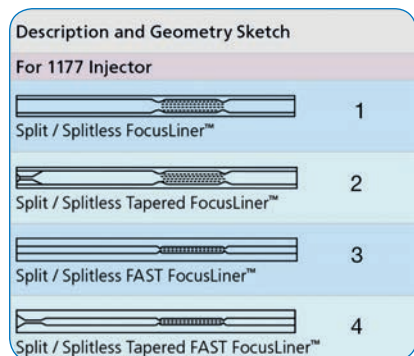 Description and Geometry Sketch
For 1177 Injector
1
Split / Splitless FocusLiner™
2
Split / Splitless Tapered FocusLiner™
3
Split / Splitless FAST FocusLiner™
4
Split / Splitless Tapered FAST FocusLiner™